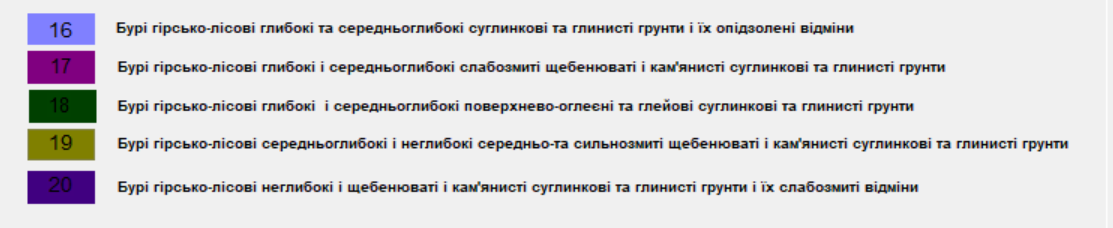 16 Бурі гірсько-лісові глибокі та середньоглибокі суглинкові та глинисті грунти і їх опідзолені відміни
17 Бурі гірсько-лісові глибокі і середньоглибокі слабозмиті щебенюваті і кам'янисті суглинкові та глинисті грунти
18 Бурі гірсько-лісові глибокі і середньоглибокі поверхнево-оглеєні та глейові суглинкові та глинисті грунти
19 Бурі гірсько-лісові середньоглибокі і неглибокі середньо-та сильнозмиті щебенюваті і кам'янисті суглинкові та глинисті грунти
20 Бурі гірсько-лісові неглибокі і щебенюваті і кам'янисті суглинкові та глинисті грунти і їх слабозмиті відміни